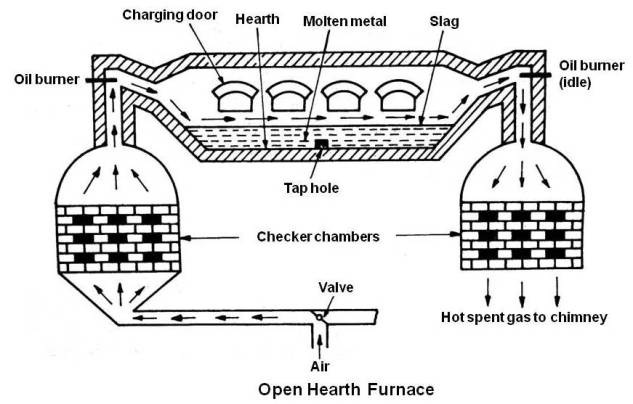 Charging door
Hearth
Molten metal
Slag
Oil burner
Oil burner
(idle)
Hearth
Tap hole
Checker chambers
Valve
Hot spent gas to chimney
Air
Open Hearth Furnace